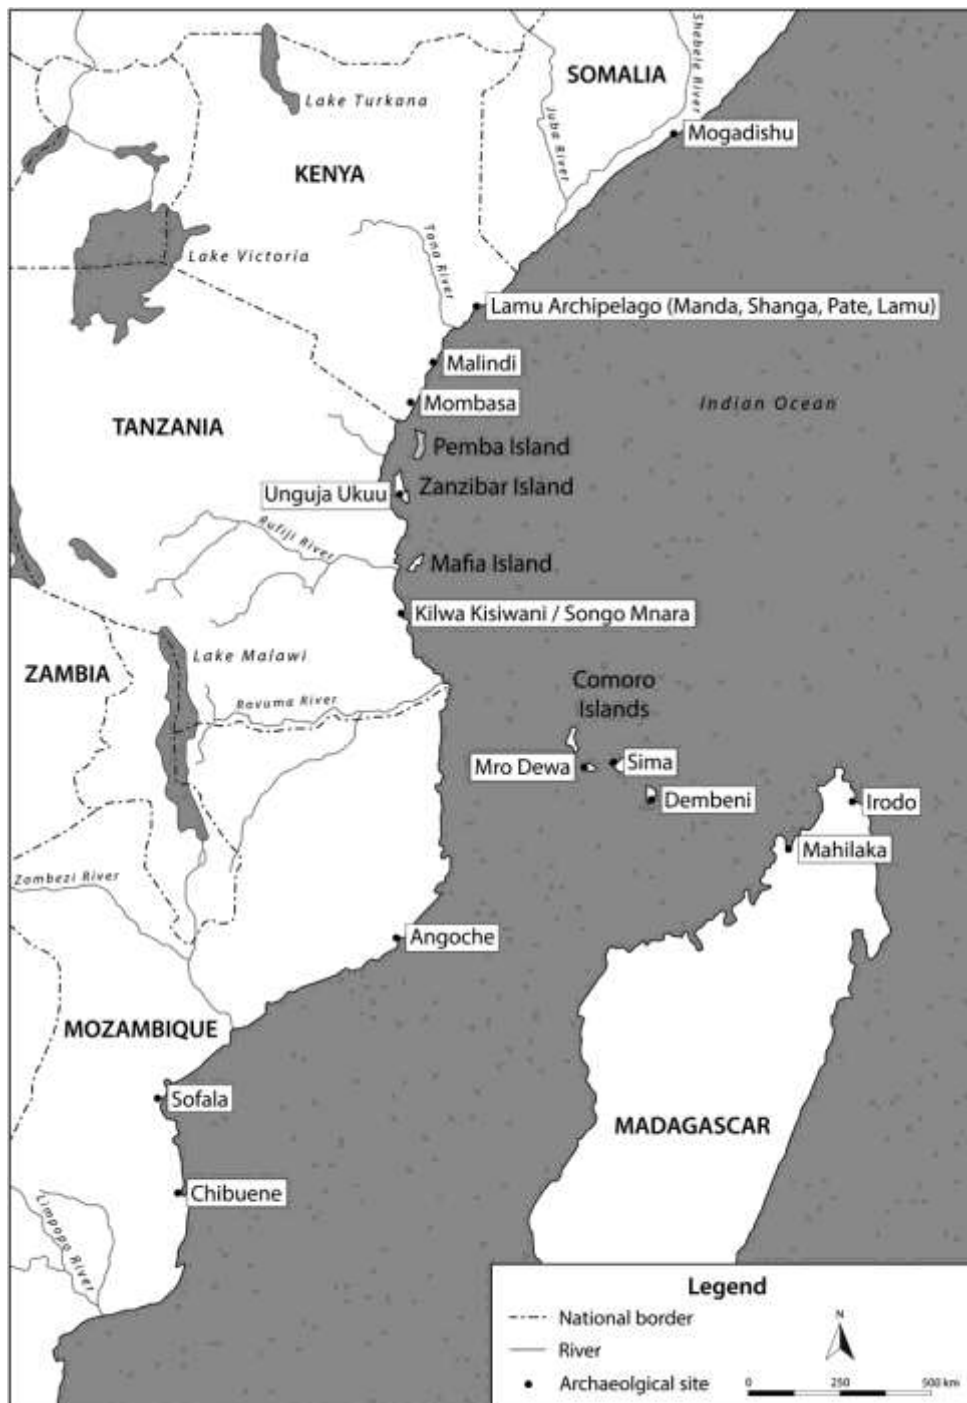 Shebele River
SOMALIA
Lake Turkana
Juba River
Mogadishu
KENYA
Tana River
Lake Victoria
Lamu Archipelago (Manda, Shanga, Pate, Lamu)
Malindi
Mombasa
Indian Ocean
TANZANIA
Pemba Island
Unguja Ukuu
Zanzibar Island
Rufiji River
Mafia Island
Kilwa Kisiwani / Songo Mnara
Lake Malawi
ZAMBIA
Comoro
Islands
Ravuma River
Mro Dewa
Sima
Dembeni
Irodo
Mahilaka
Zambezi River
Angoche
MOZAMBIQUE
Sofala
MADAGASCAR
Chibuene
Limpopo River
Legend
National border
N
River
Archaeolgical site
0 250 500 km